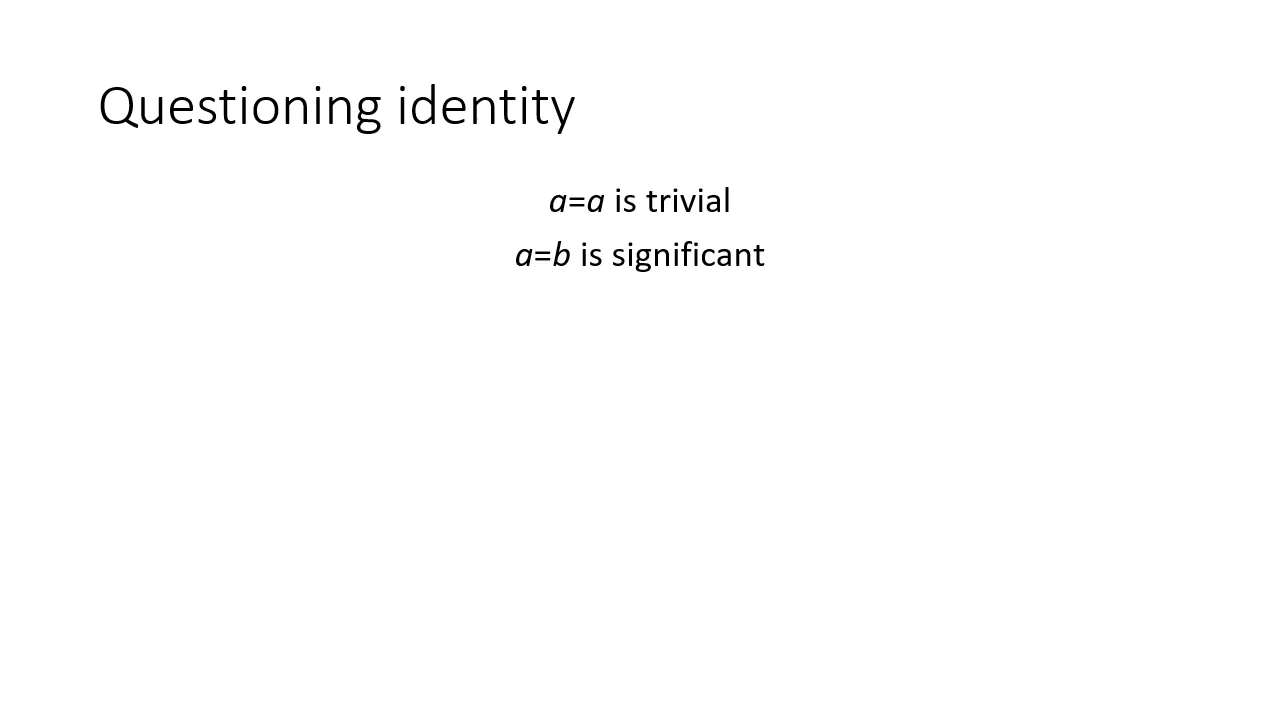 Questioning identity
a=a is trivial
a=b is significant